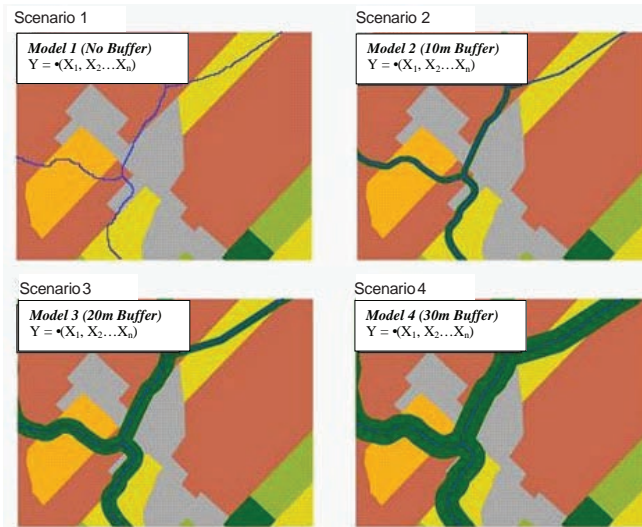 Scenario 1
Model 1 (No Buffer)
Y = •(X1, X2…Xn)
Scenario 2
Model 2 (10m Buffer)
Y = •(X1, X2…Xn)
Scenario 3
Model 3 (20m Buffer)
Y = •(X1, X2…Xn)
Scenario 4
Model 4 (30m Buffer)
Y = •(X1, X2…Xn)